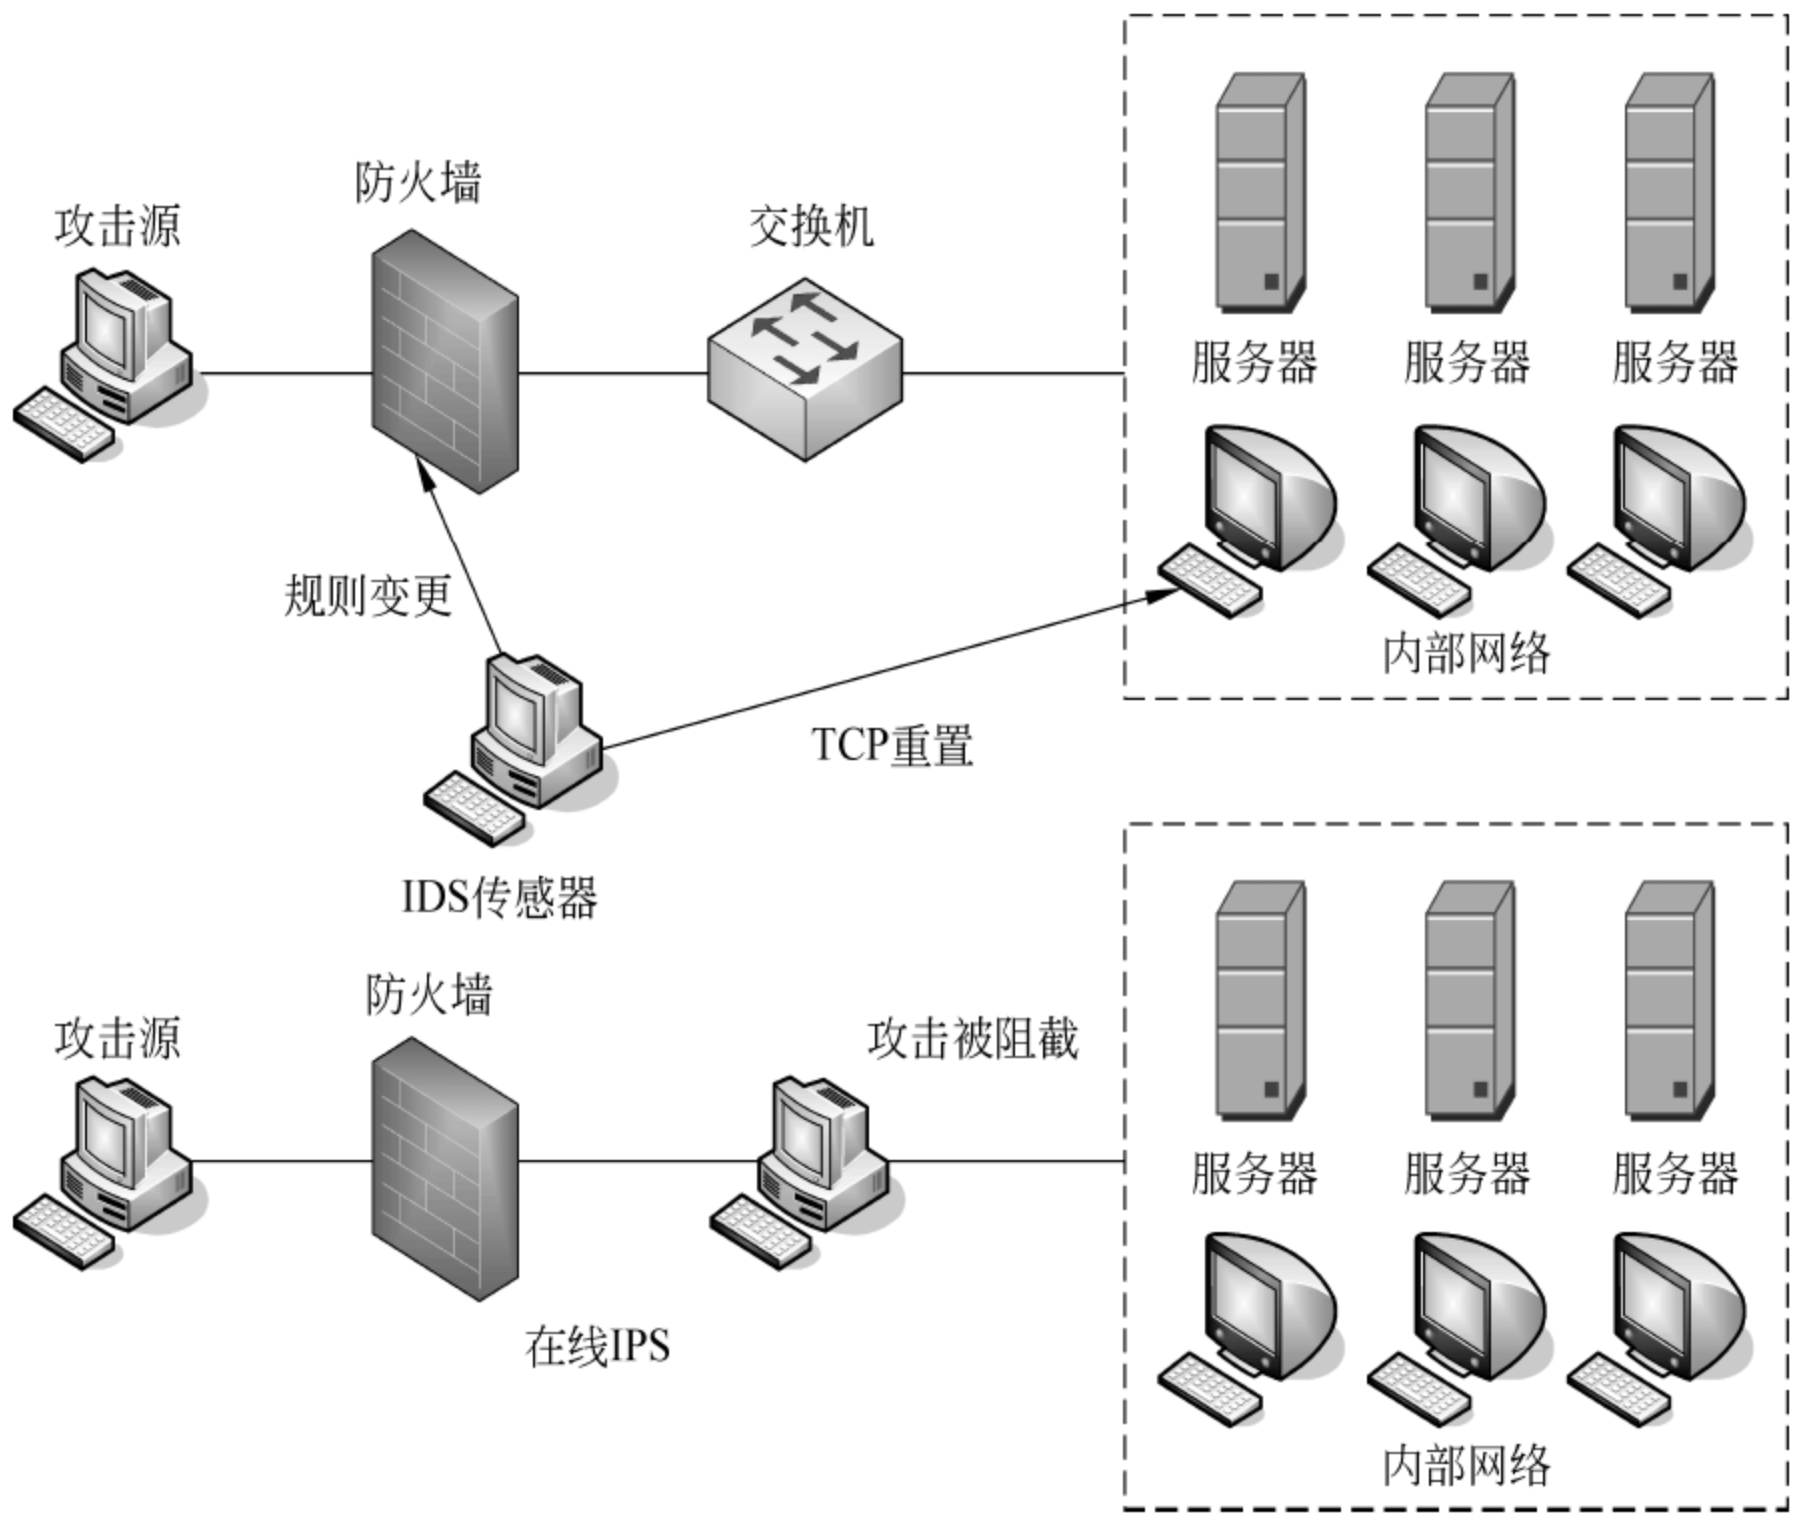 防火墙
攻击源
交换机
服务器
服务器
服务器
规则变更
内部网络
TCP重置
IDS传感器
防火墙
攻击源
攻击被阻截
服务器
服务器
服务器
在线IPS
内部网络